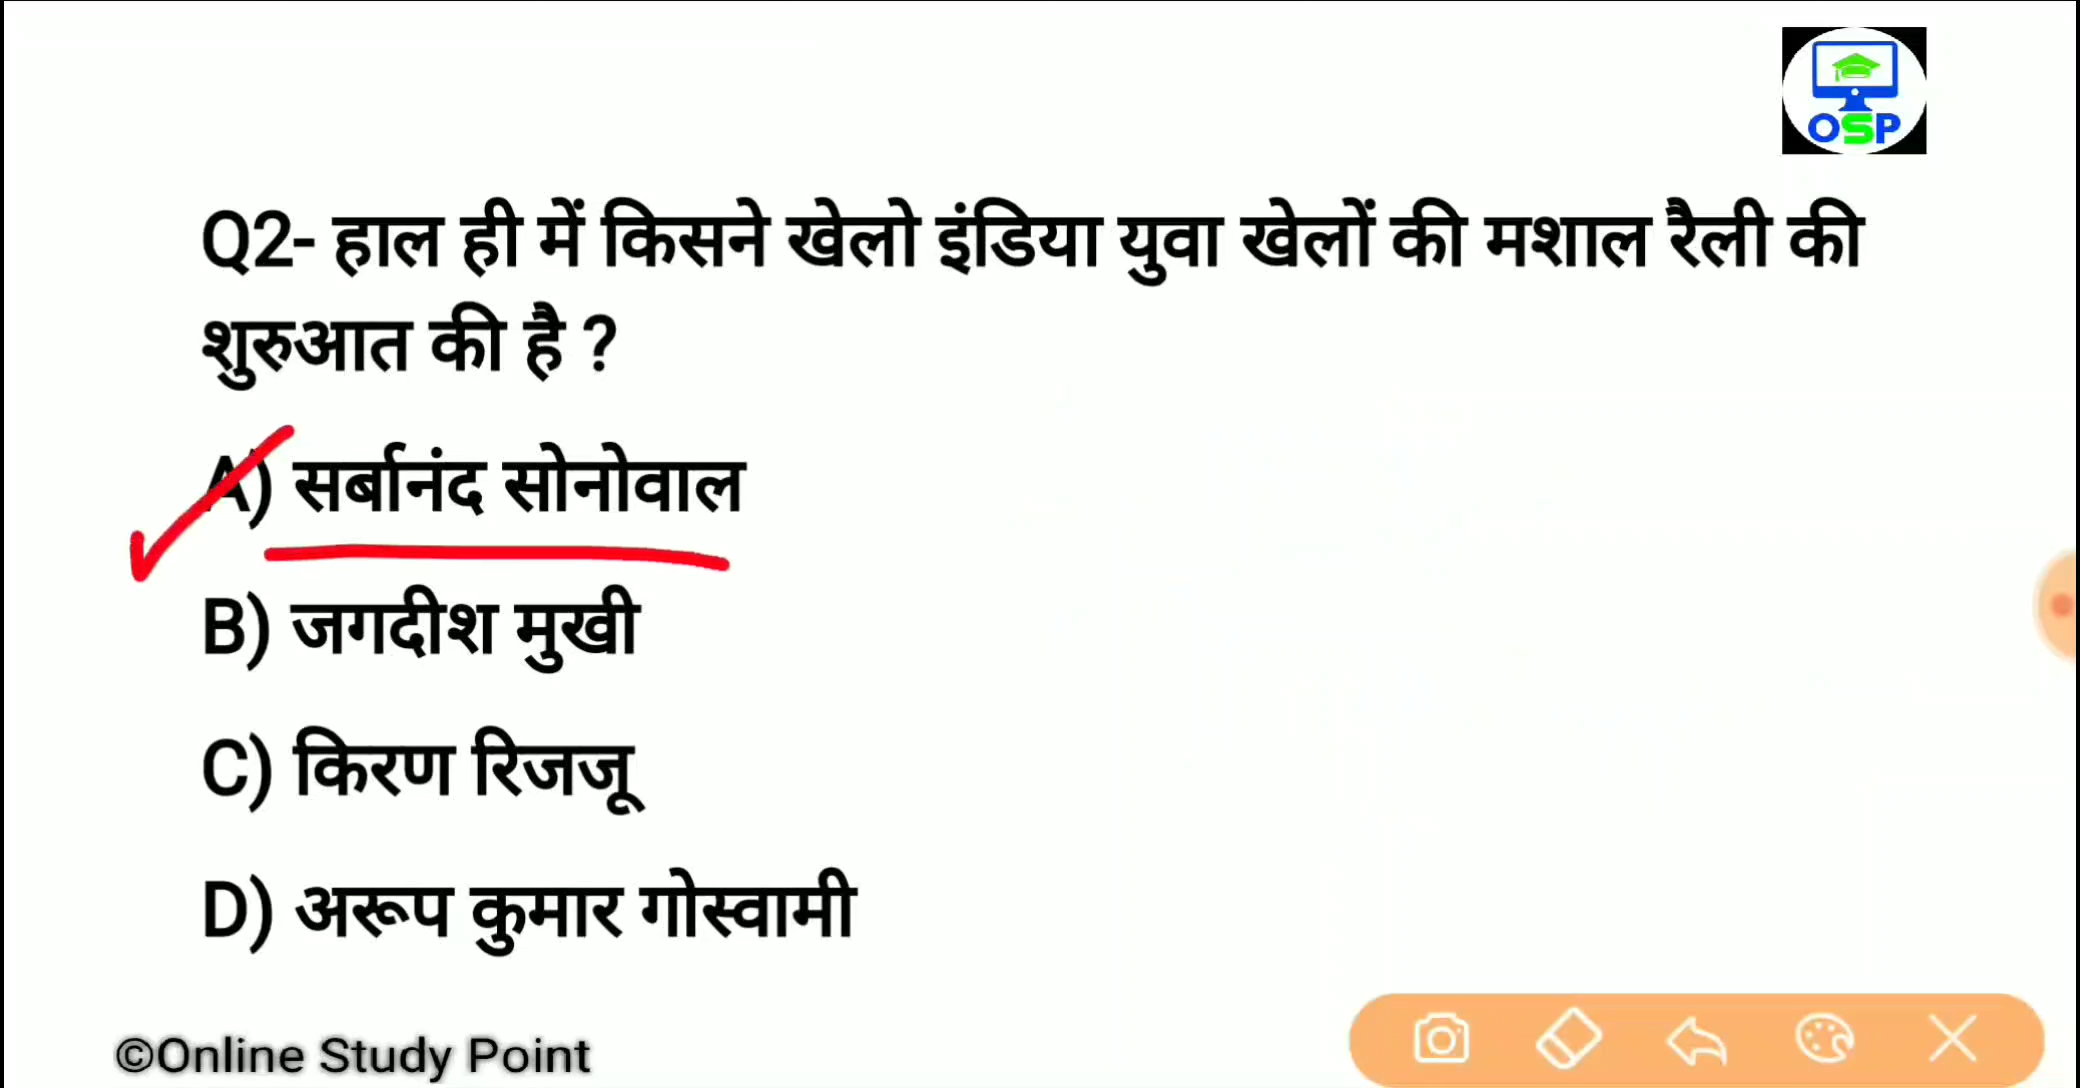 OSP
Q2- हाल ही में किसने खेलो इंडिया युवा खेलों की मशाल रैली की
शुरुआत की है ?
A) सर्बानंद सोनोवाल
B) जगदीश मुखी
C) किरण रिजजू
D) अरूप कुमार गोस्वामी
©Online Study Point